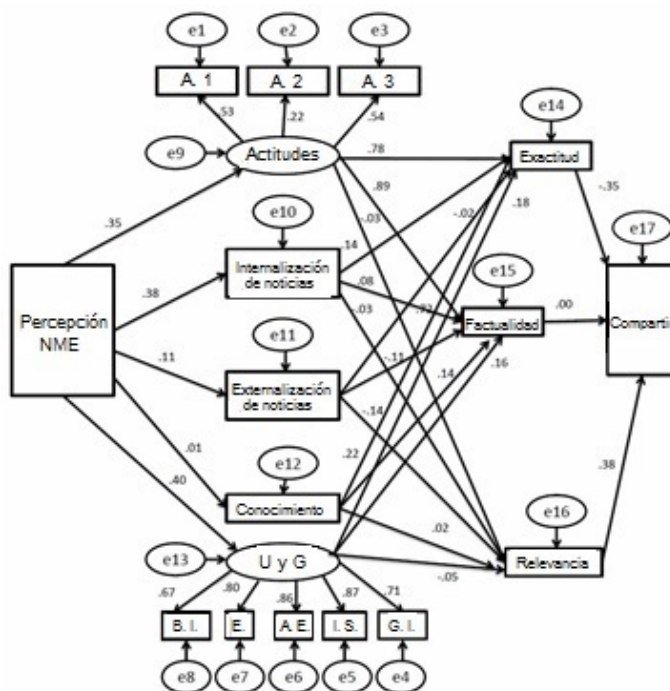 e1
e2
e3
A. 1
A. 2
A. 3
e14
.53
.22
.54
e9
Actitudes
.78
Exactitud
.89
-.02
.18
-.35
.35
e10
-.03
e17
.14
e15
.38
Internalización
de noticias
.08
.03
Factualidad
.00
Comparti
Percepción
NME
e11
.11
Externalización
de noticias
-.11
.14
.16
-.14
.01
e12
.22
.38
.40
Conocimiento
.02
e16
e13
U y G
-.05
Relevancia
.67
.80
.86
.87
.71
B. I.
E.
A. E.
I. S.
G. I.
e8
e7
e6
e5
e4